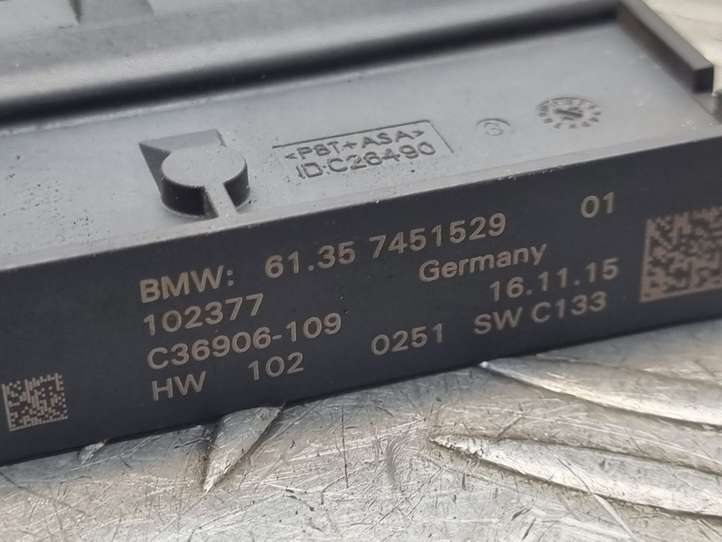 >PBT+ASA<
ID:C26490
BMW: 61.35 7451529 01
102377 Germany
C36906-109 16.11.15
HW 102 0251 SW C133